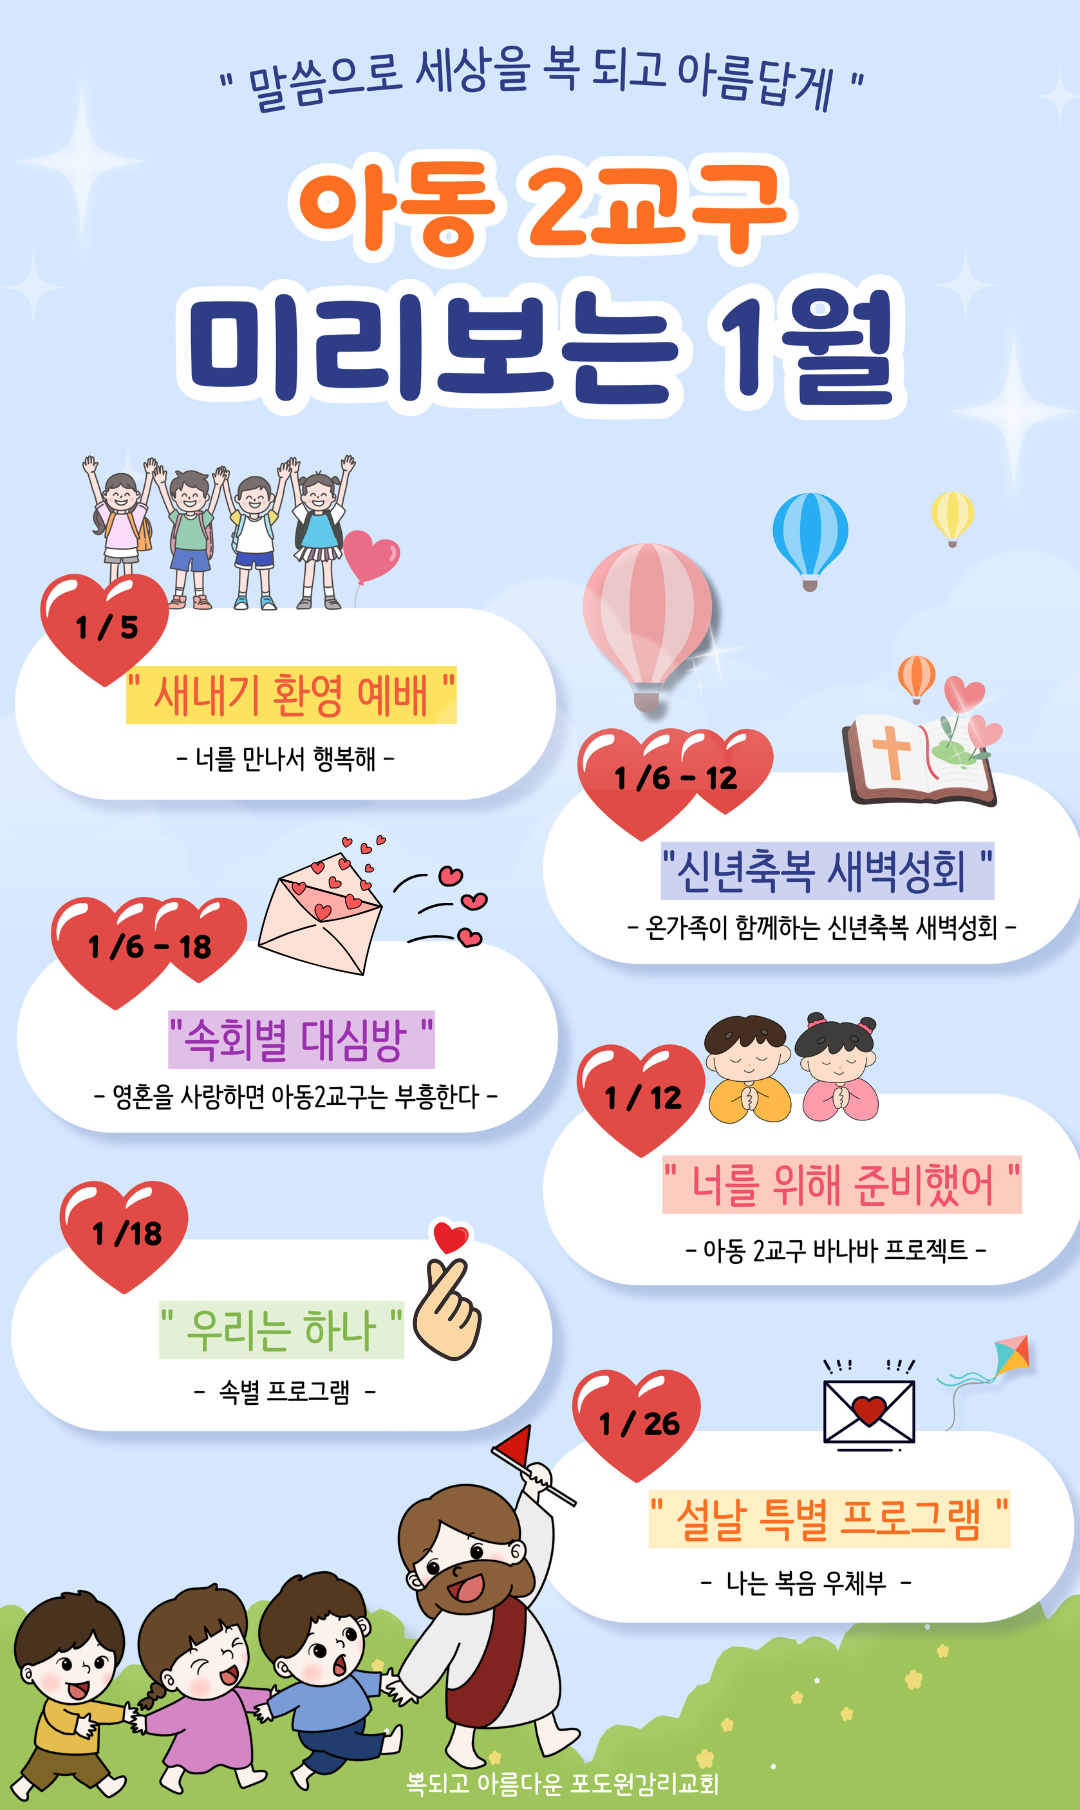 " 말씀으로 세상을 복 되고 아름답게 "
아동 2교구
미리보는 1월
1 / 5
" 새내기 환영 예배 "
- 너를 만나서 행복해 -
1 /6 - 12
"신년축복 새벽성회 "
- 온가족이 함께하는 신년축복 새벽성회 -
1 /6 - 18
"속회별 대심방 "
- 영혼을 사랑하면 아동2교구는 부흥한다 -
1 / 12
" 너를 위해 준비했어 "
- 아동 2교구 바나바 프로젝트 -
1 /18
" 우리는 하나 "
- 속별 프로그램 -
1 / 26
" 설날 특별 프로그램 "
- 나는 복음 우체부 -
복되고 아름다운 포도원감리교회